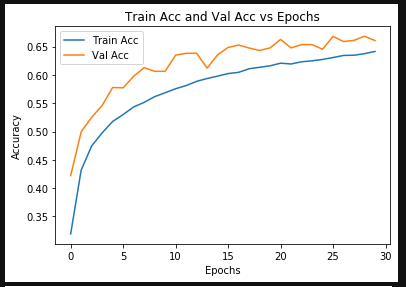 Train Acc and Val Acc vs Epochs
Train Acc
Val Acc
Accuracy
0.65
0.60
0.55
0.50
0.45
0.40
0.35
0 5 10 15 20 25 30
Epochs